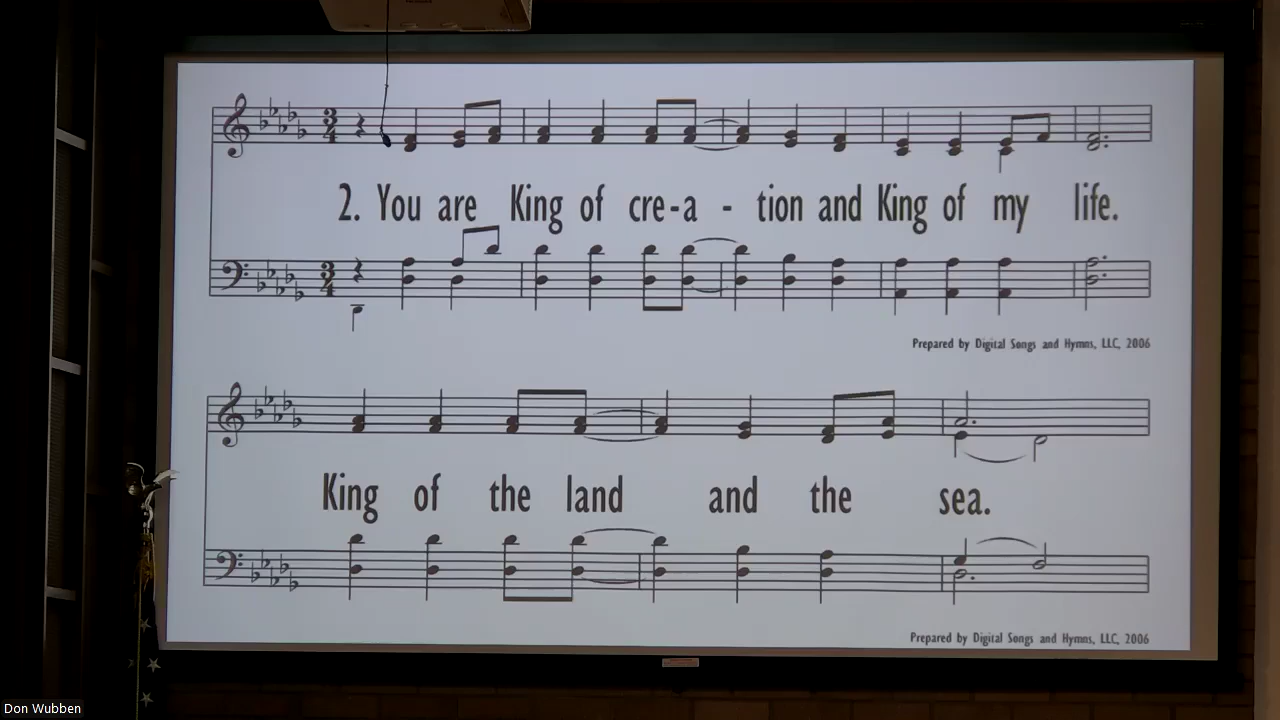 2. You are King of cre-a - tion and King of my life.
Prepared by Digital Songs and Hymns, LLC, 2006
King of the land and the sea.
Prepared by Digital Songs and Hymns, LLC, 2006
Don Wubben